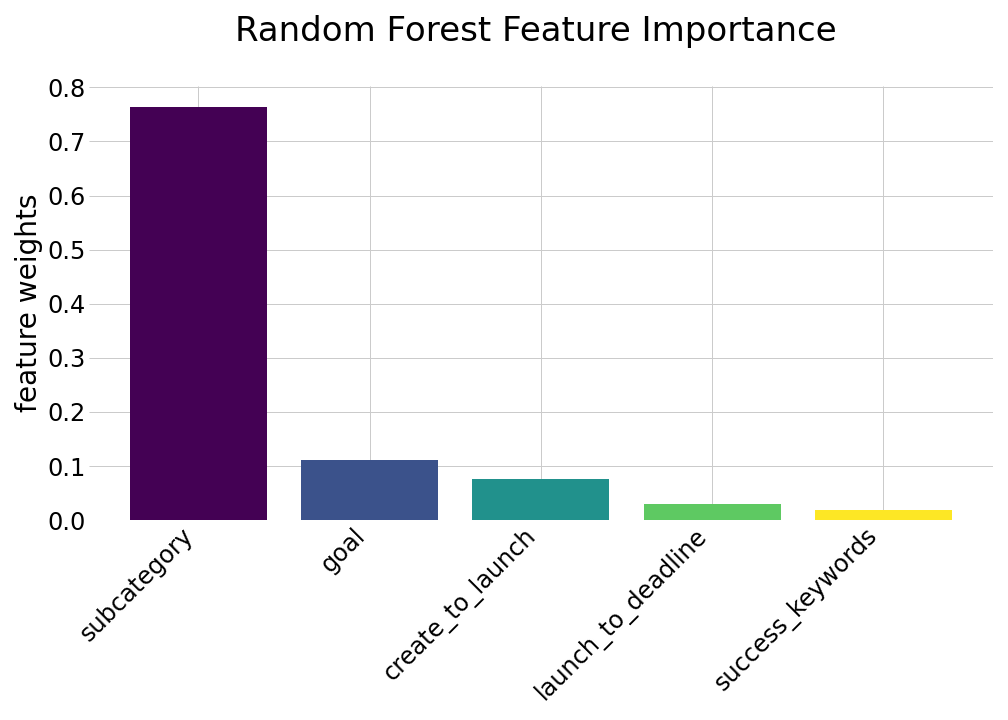 Random Forest Feature Importance
feature weights
0.8
0.7
0.6
0.5
0.4
0.3
0.2
0.1
0.0
subcategory
goal
create_to_launch
launch_to_deadline
success_keywords